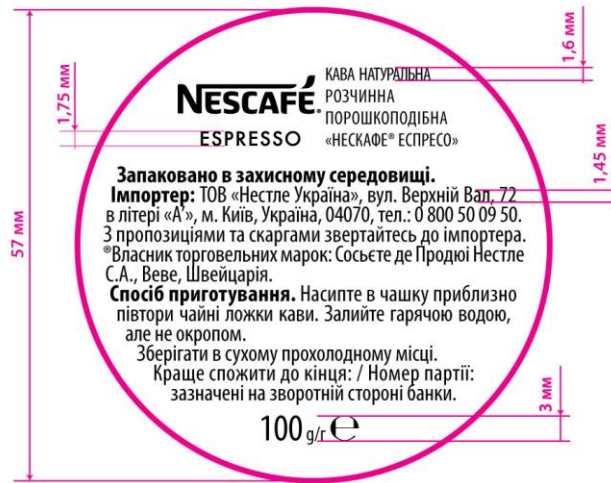 1,6 мм
КАВА НАТУРАЛЬНА
NESCAFÉ®
РОЗЧИННА
ПОРОШКОПОДІБНА
1,75 мм
ESPRESSO
«НЕСКАФЕ® ЕСПРЕСО»
1,45 мм
Запаковано в захисному середовищі.
Імпортер: ТОВ «Нестле Україна», вул. Верхній Вал, 72
в літері «А’», м. Київ, Україна, 04070, тел.: 0 800 50 09 50.
З пропозиціями та скаргами звертайтесь до імпортера.
®Власник торговельних марок: Сосьєте де Продюі Нестле
С.А., Веве, Швейцарія.
57 мм
Спосіб приготування. Насипте в чашку приблизно
півтори чайні ложки кави. Залийте гарячою водою,
але не окропом.
Зберігати в сухому прохолодному місці.
Краще спожити до кінця: / Номер партії:
зазначені на зворотній стороні банки.
3 мм
100 g/г ℮